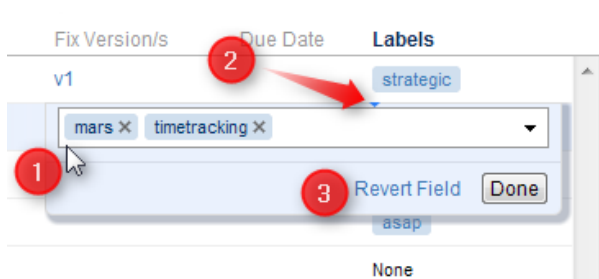 Fix Version/s Due Date Labels
2
v1 strategic
mars × timetracking ×
1
3 Revert Field Done
asap
None